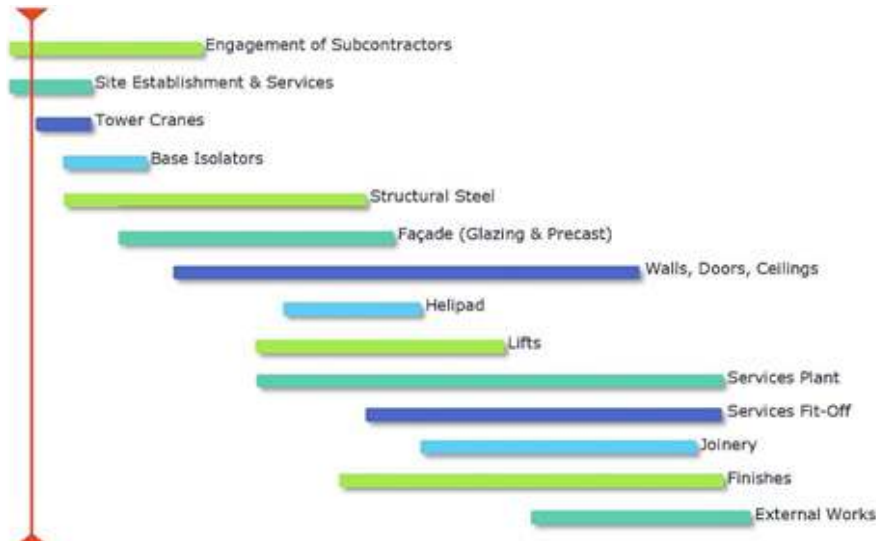 Engagement of Subcontractors
Site Establishment & Services
Tower Cranes
Base Isolators
Structural Steel
Façade (Glazing & Precast)
Walls, Doors, Ceilings
Helipad
Lifts
Services Plant
Services Fit-Off
Joinery
Finishes
External Works